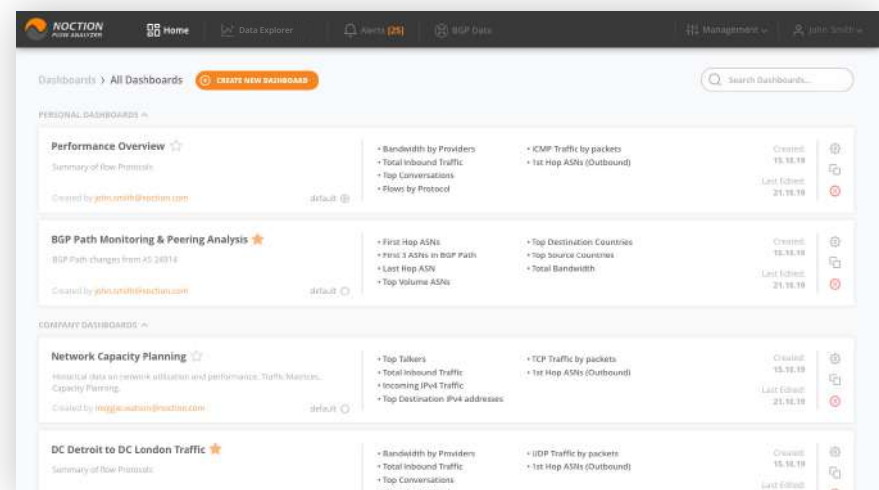 NOCTION
FLOW ANALYZER
Home
Data Explorer
Alerts (25)
BGP Data
Management
John Smith
Dashboards > All Dashboards
CREATE NEW DASHBOARD
Search Dashboards...
PERSONAL DASHBOARDS
Performance Overview
Summary of flow Protocols
Created by john.smith@noction.com
default
• Bandwidth by Providers
• Total Inbound Traffic
• Top Conversations
• Flows by Protocol
• ICMP Traffic by packets
• 1st Hop ASNs (Outbound)
Created:
15.10.19
Last Edited:
21.10.19
BGP Path Monitoring & Peering Analysis
BGP Path changes from AS 24914
Created by john.smith@noction.com
default
• First Hop ASNs
• First 3 ASNs in BGP Path
• Last Hop ASN
• Top Volume ASNs
• Top Destination Countries
• Top Source Countries
• Total Bandwidth
Created:
15.10.19
Last Edited:
21.10.19
COMPANY DASHBOARDS
Network Capacity Planning
Historical data on network utilization and performance. Traffic Matrices,
Capacity Planning.
Created by
default
• Top Talkers
• Total Inbound Traffic
• Incoming IPv4 Traffic
• Top Destination IPv4 addresses
• TCP Traffic by packets
• 1st Hop ASNs (Outbound)
Created:
15.10.19
Last Edited:
21.10.19
DC Detroit to DC London Traffic
Summary of flow Protocols
• Bandwidth by Providers
• Total Inbound Traffic
• Top Conversations
• UDP Traffic by packets
• 1st Hop ASNs (Outbound)
Created:
15.10.19
Last Edited: